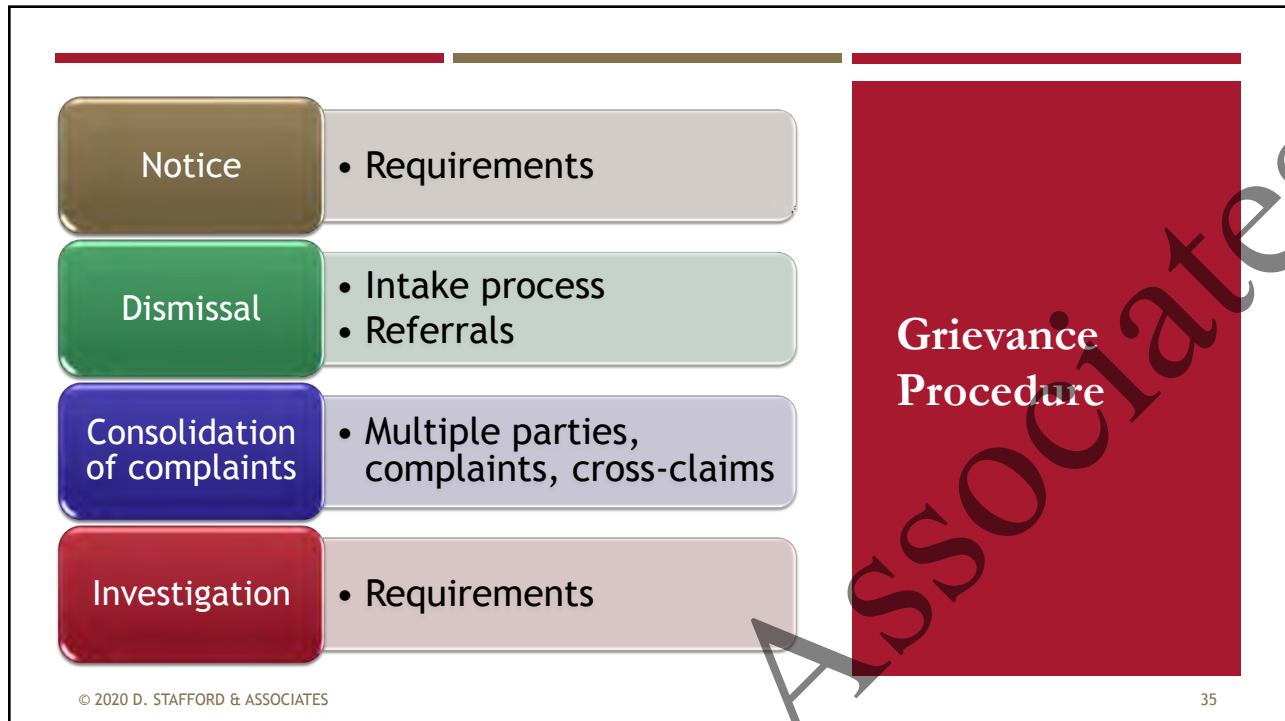 Notice
• Requirements
Dismissal
• Intake process
• Referrals
Consolidation
of complaints
• Multiple parties,
complaints, cross-claims
Investigation
• Requirements
Grievance
Procedure
Associates
© 2020 D. STAFFORD & ASSOCIATES
35